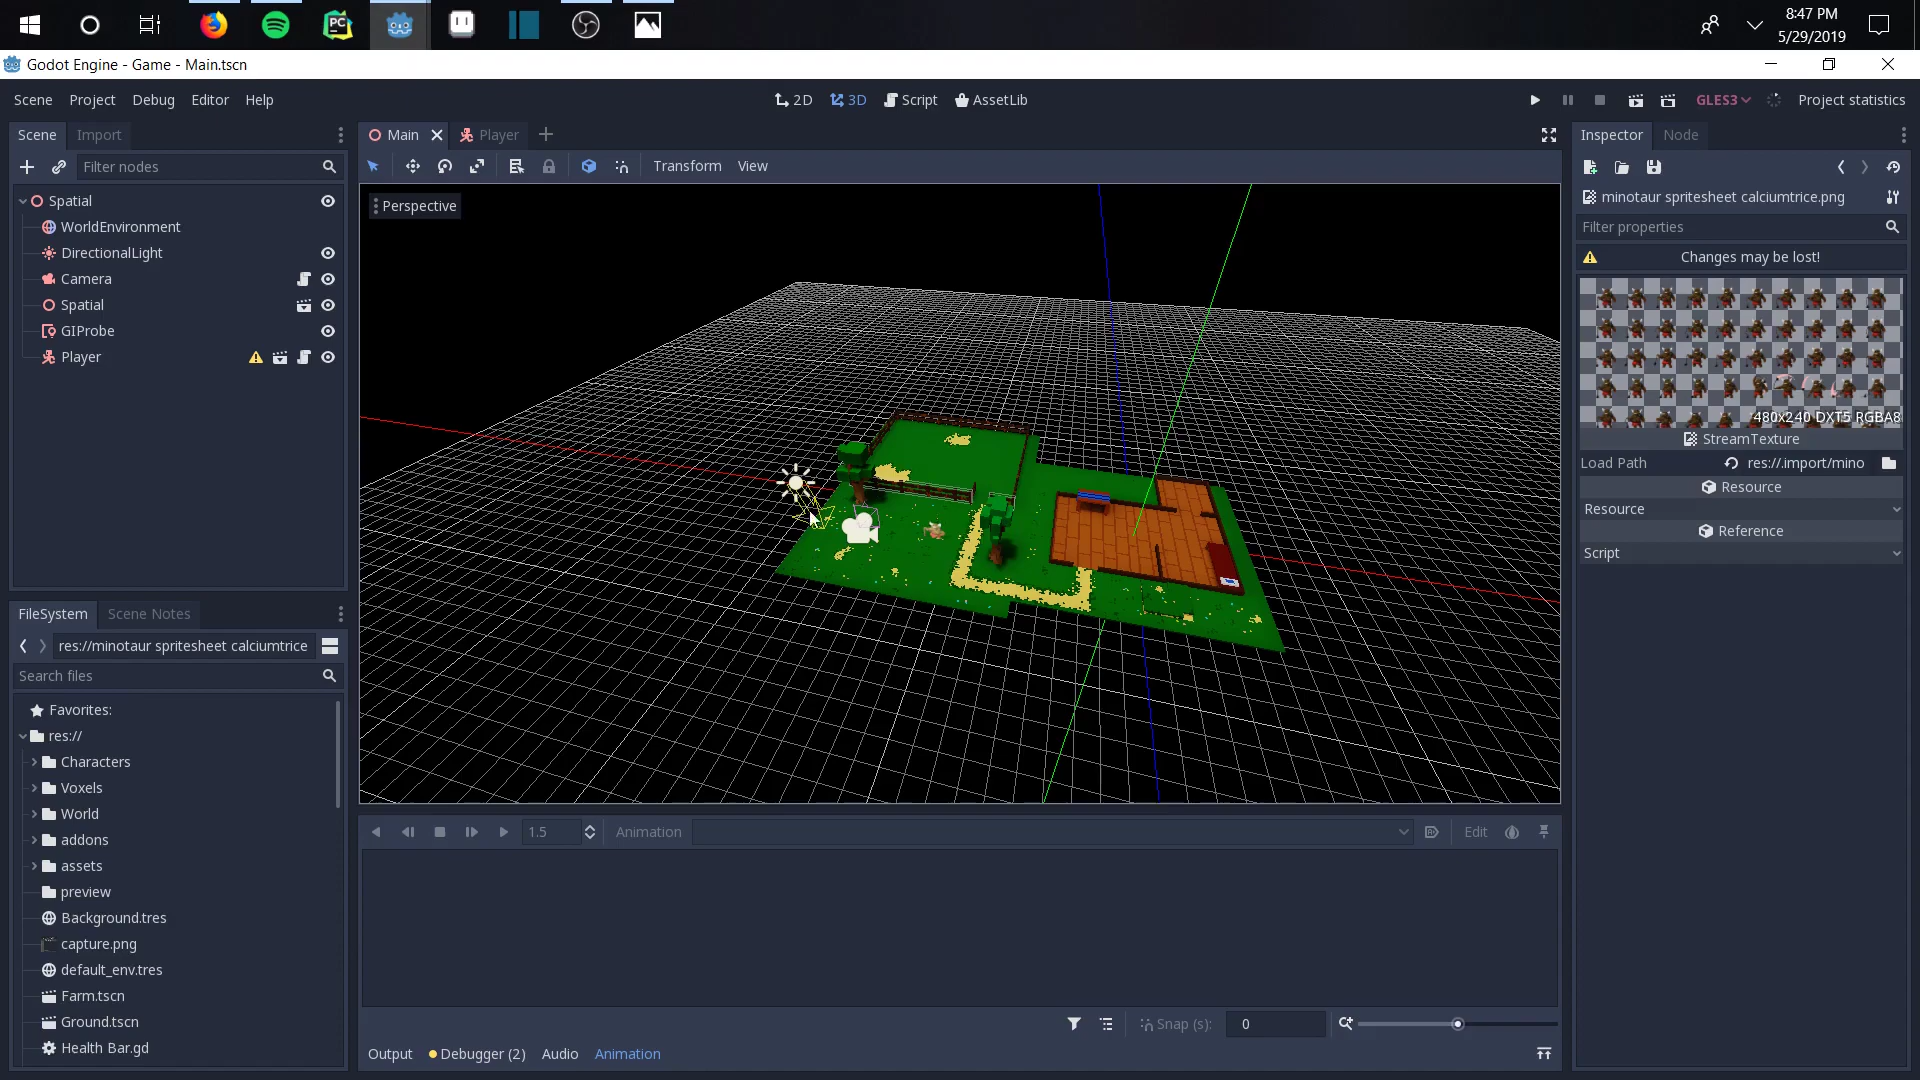 8:47 PM
5/29/2019
Godot Engine - Game - Main.tscn
Scene Project Debug Editor Help
2D 3D Script AssetLib
GLES3 Project statistics
Scene Import
Filter nodes
Spatial
WorldEnvironment
DirectionalLight
Camera
Spatial
GIProbe
Player
FileSystem Scene Notes
res://minotaur spritesheet calciumtrice
Search files
Favorites:
res://
Characters
Voxels
World
addons
assets
preview
Background.tres
capture.png
default_env.tres
Farm.tscn
Ground.tscn
Health Bar.gd
Main Player
Transform View
Perspective
1.5 Animation Edit
Snap (s): 0
Output Debugger (2) Audio Animation
Inspector Node
minotaur spritesheet calciumtrice.png
Filter properties
Changes may be lost!
480x240 DXT5 RGBA8
StreamTexture
Load Path res://.import/mino
Resource
Resource
Reference
Script